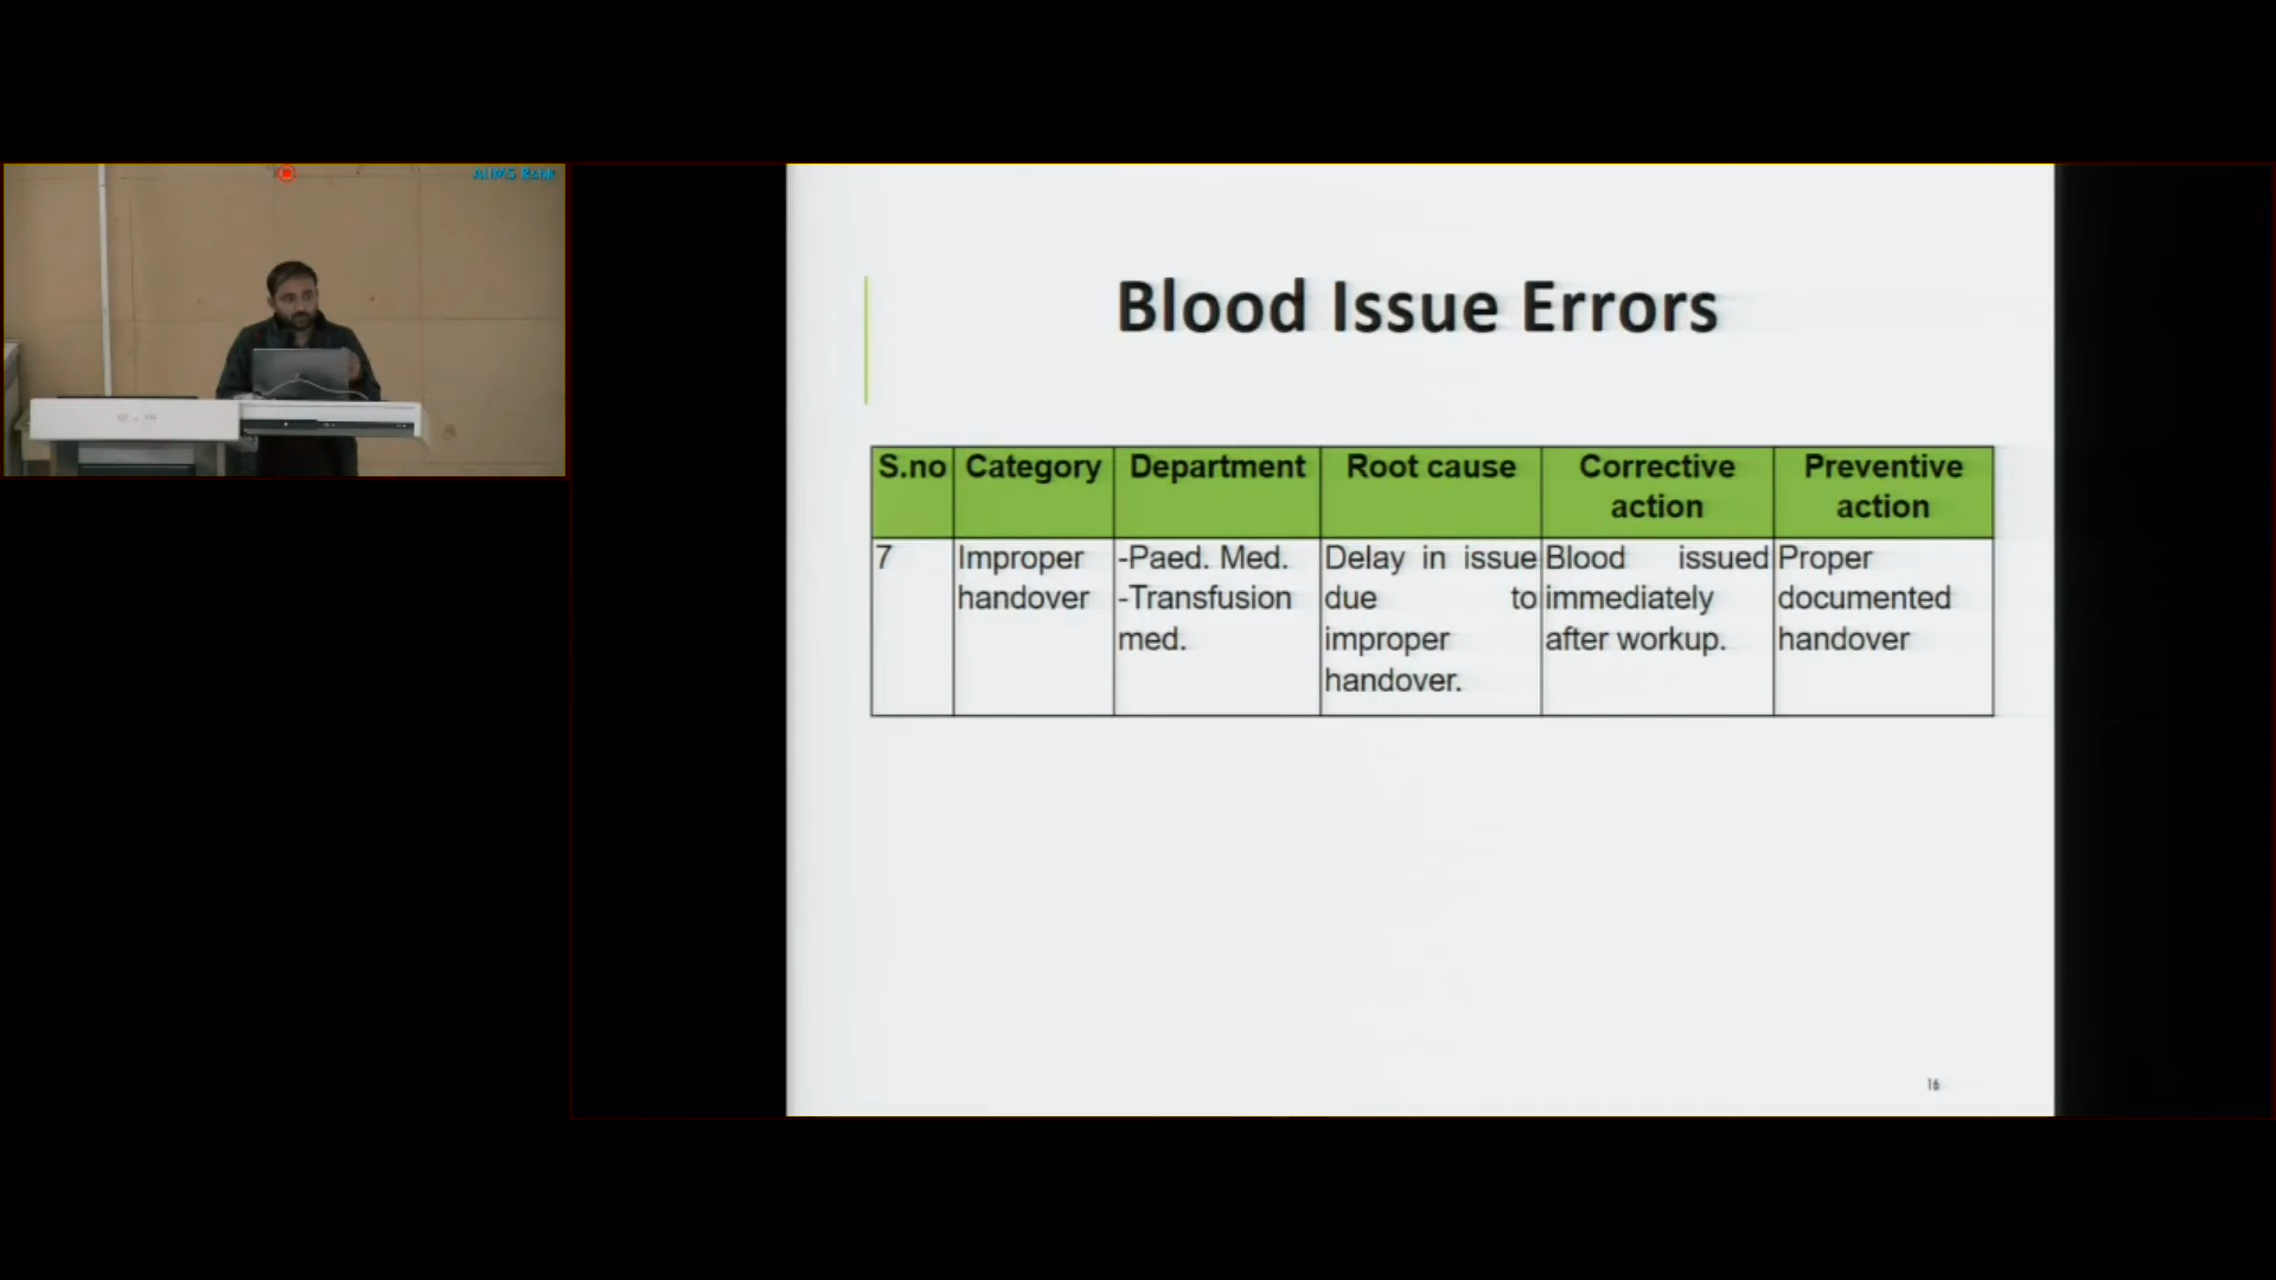 Blood Issue Errors
S.no Category Department Root cause Corrective action Preventive action
7
Improper
handover
-Paed. Med.
-Transfusion
med.
Delay in issue
due to
improper
handover.
Blood issued
immediately
after workup.
Proper
documented
handover
16